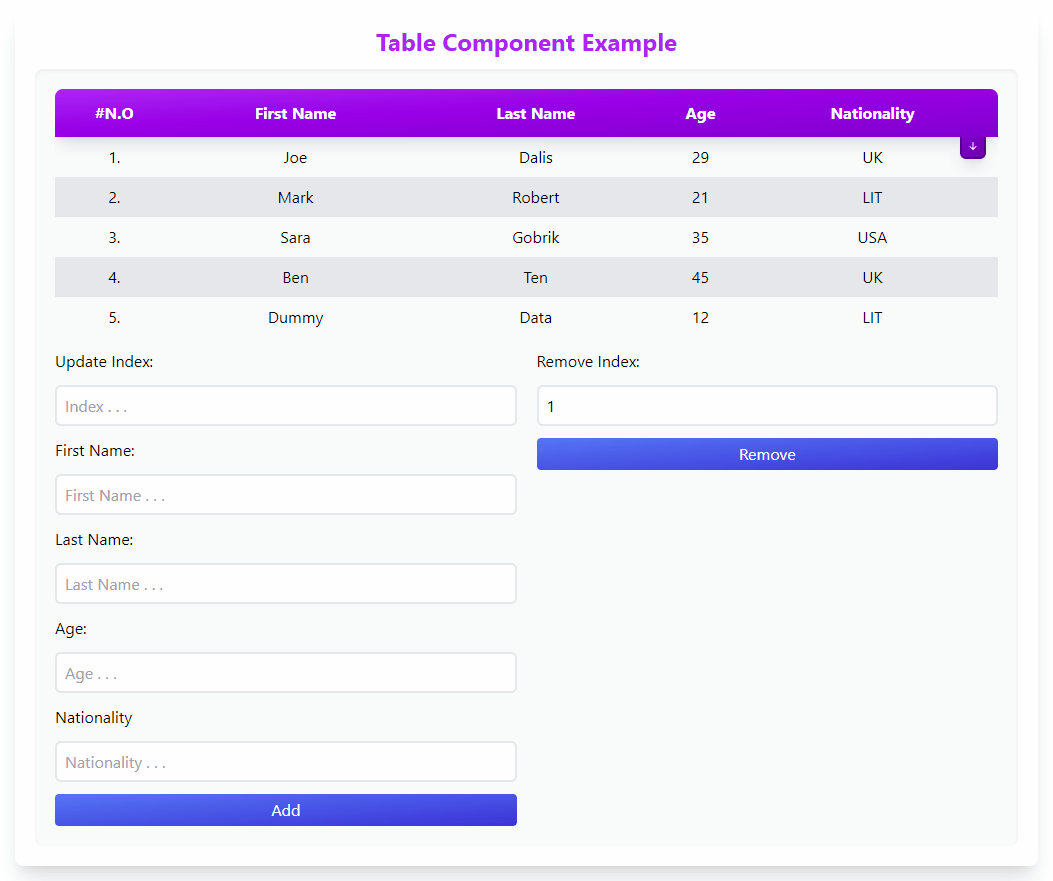 Table Component Example
#N.O First Name Last Name Age Nationality
↓
1. Joe Dalis 29 UK
2. Mark Robert 21 LIT
3. Sara Gobrik 35 USA
4. Ben Ten 45 UK
5. Dummy Data 12 LIT
Update Index:
Index . . .
First Name:
First Name . . .
Last Name:
Last Name . . .
Age:
Age . . .
Nationality
Nationality . . .
Add
Remove Index:
1
Remove